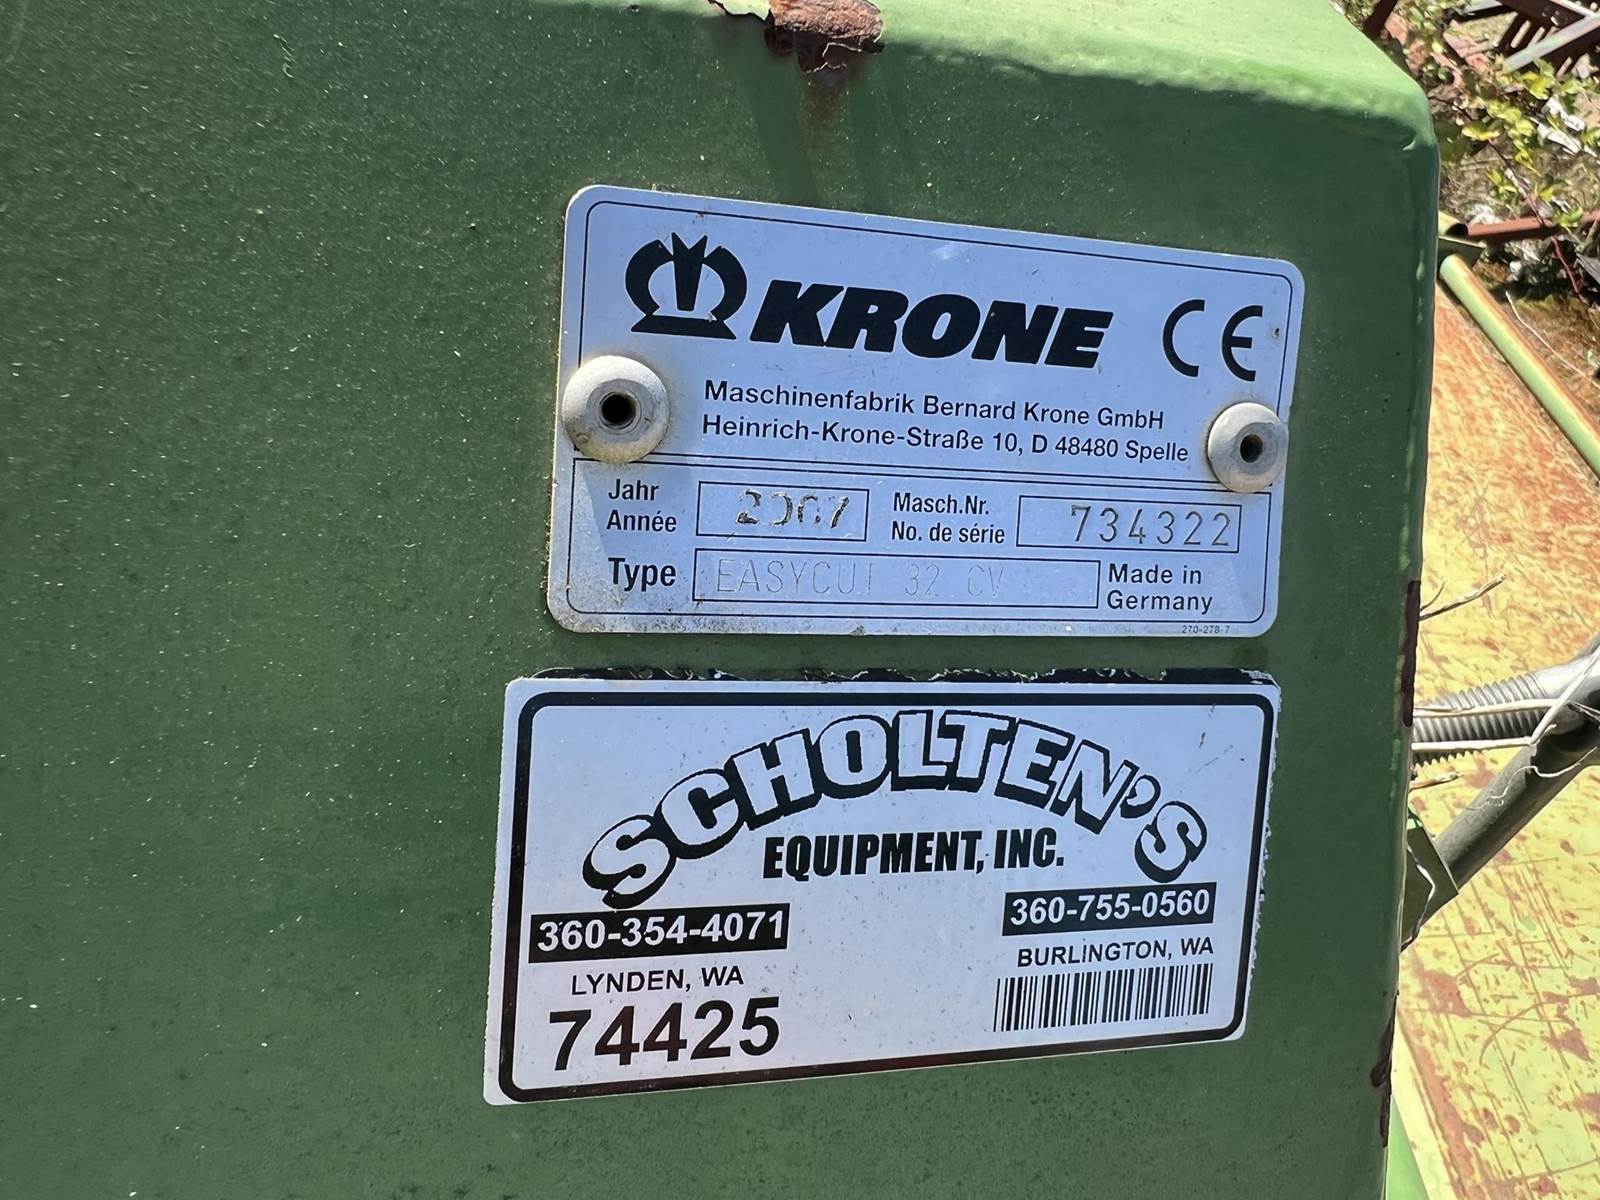 KRONE CE
Maschinenfabrik Bernard Krone GmbH
Heinrich-Krone-Straße 10, D 48480 Spelle
Jahr
Année
2007
Masch.Nr.
No. de série
734322
Type EASYCUT 32 CV
Made in
Germany
270-278-7
SCHOLTEN'S
EQUIPMENT, INC.
360-354-4071
LYNDEN, WA
74425
360-755-0560
BURLINGTON, WA